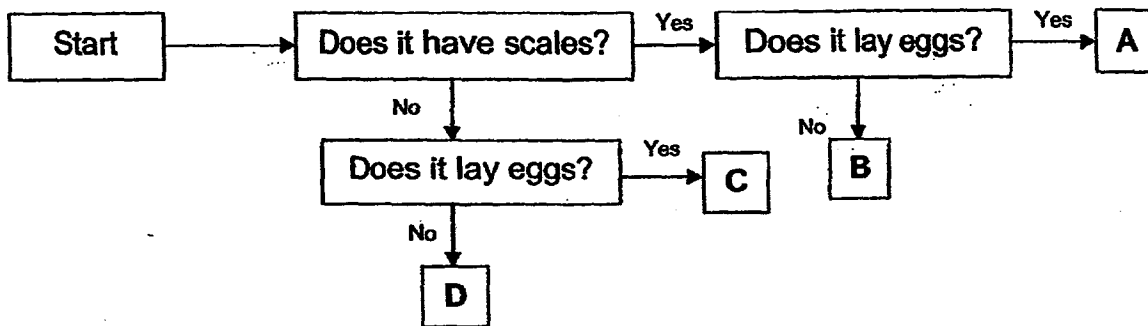 Start
Does it have scales?
Yes
Does it lay eggs?
Yes
A
No
No
Does it lay eggs?
Yes
C
B
No
D